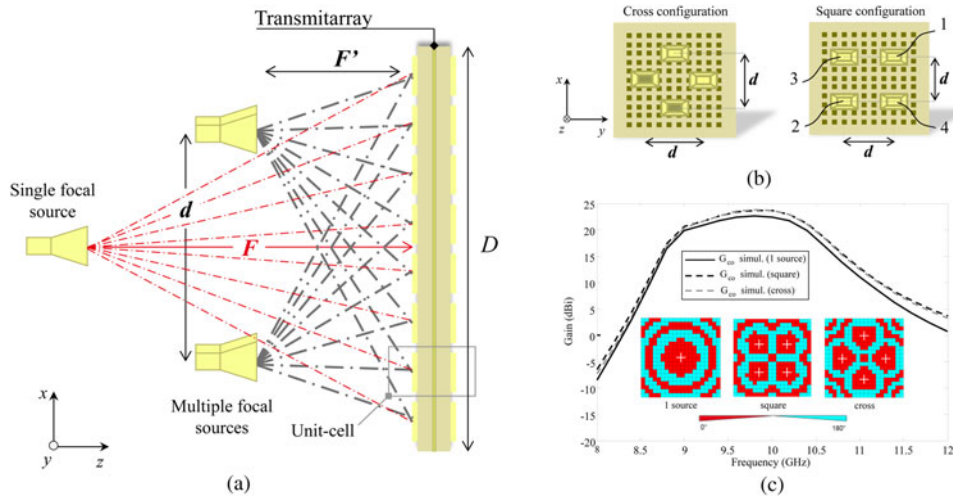 Transmitarray
F'
Single focal
source
d
F
D
Multiple focal
sources
Unit-cell
x
y
z
(a)
Cross configuration
Square configuration
1
3
2
4
d
d
d
d
x
z
y
(b)
Gain (dBi)
25
20
15
10
5
0
-5
-10
-15
-20
G_co simul. (1 source)
G_co simul. (square)
G_co simul. (cross)
1 source
square
cross
0°
180°
8
8.5
9
9.5
10
10.5
11
11.5
12
Frequency (GHz)
(c)